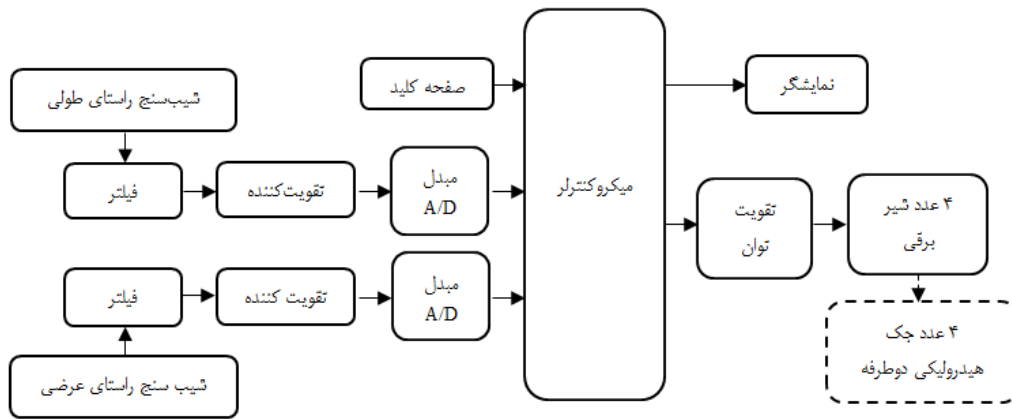 شیب‌سنج راستای طولی
فیلتر
تقویت‌کننده
مبدل
A/D
صفحه کلید
میکروکنترلر
نمایشگر
تقویت
توان
۴ عدد شیر
برقی
۴ عدد جک
هیدرولیکی دوطرفه
فیلتر
تقویت کننده
مبدل
A/D
شیب سنج راستای عرضی